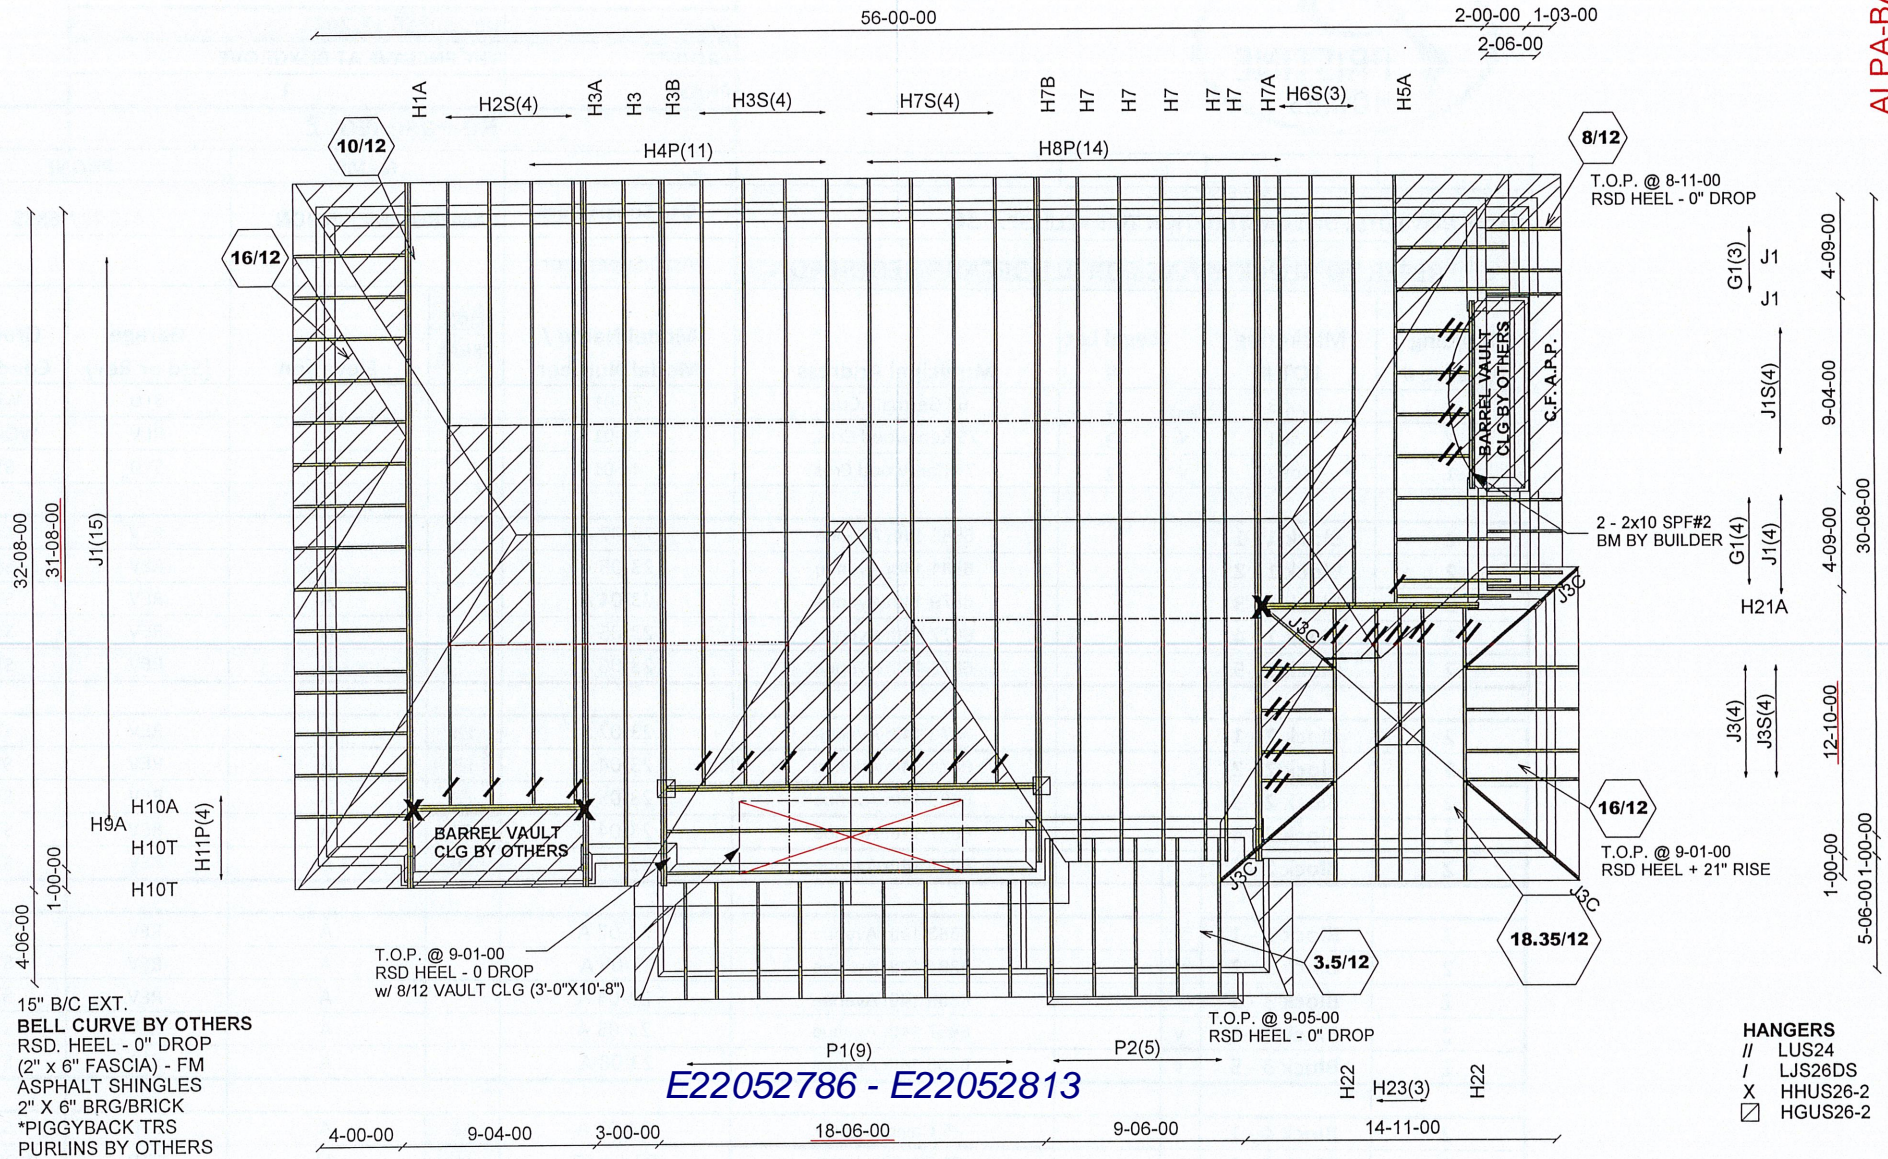 56-00-00
2-00-00
1-03-00
2-06-00
ALPA-BA
H1A
H2S(4)
H3A
H3
H3B
H3S(4)
H7S(4)
H7B
H7
H7
H7
H7
H7
H7A
H6S(3)
H5A
H4P(11)
H8P(14)
10/12
16/12
8/12
T.O.P. @ 8-11-00
RSD HEEL - 0" DROP
G1(3)
J1
J1
4-09-00
BARREL VAULT
CLG BY OTHERS
C.F.A.P.P.
J1S(4)
9-04-00
30-08-00
2 - 2x10 SPF#2
BM BY BUILDER
G1(4)
J1(4)
4-09-00
H21A
32-08-00
31-08-00
J1(15)
J3C
J3C
J3(4)
J3S(4)
12-10-00
16/12
T.O.P. @ 9-01-00
RSD HEEL + 21" RISE
1-00-00
1-00-00
5-06-00
H9A
H10A
H10T
H10T
H11P(4)
1-00-00
4-06-00
BARREL VAULT
CLG BY OTHERS
J3C
J3C
18.35/12
3.5/12
T.O.P. @ 9-01-00
RSD HEEL - 0 DROP
w/ 8/12 VAULT CLG (3'-0"X10'-8")
T.O.P. @ 9-05-00
RSD HEEL - 0" DROP
15" B/C EXT.
BELL CURVE BY OTHERS
RSD. HEEL - 0" DROP
(2" x 6" FASCIA) - FM
ASPHALT SHINGLES
2" X 6" BRG/BRICK
*PIGGYBACK TRS
PURLINS BY OTHERS
P1(9)
P2(5)
E22052786 - E22052813
H22
H23(3)
H22
HANGERS
// LUS24
/ LJS26DS
X HHUS26-2
HGUS26-2
4-00-00
9-04-00
3-00-00
18-06-00
9-06-00
14-11-00